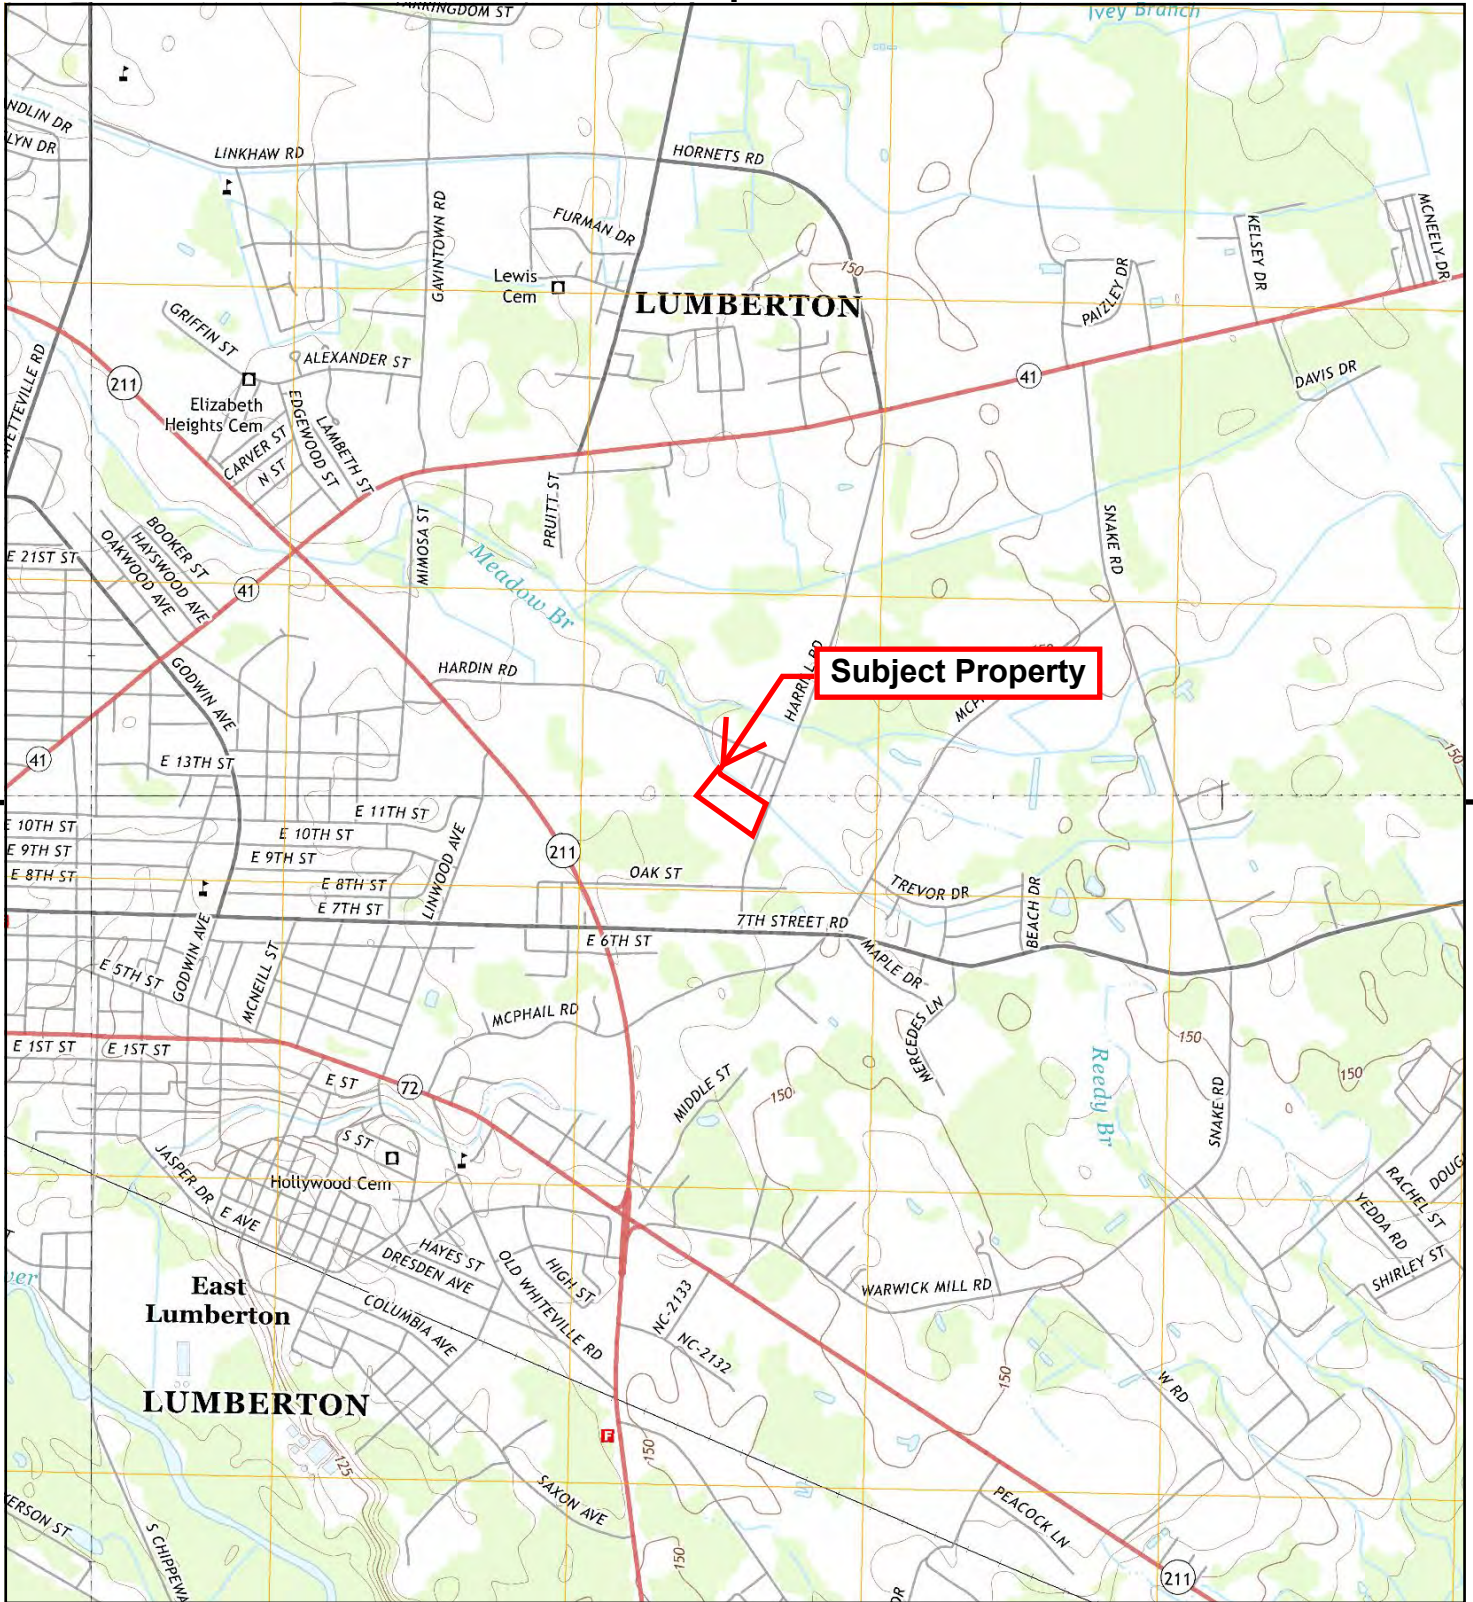 Ivey Branch
LINKHAW RD
HORNETS RD
GAVINTOWN RD
FURMAN DR
MCNEELY DR
KELSEY DR
PAIZLEY DR
Lewis
Cem
LUMBERTON
150
GRIFFIN ST
ALEXANDER ST
211
41
DAVIS DR
Elizabeth
Heights Cem
EDGEWOOD ST
LAMBETH ST
CARVER ST
N ST
PRUITT ST
MIMOSA ST
SNAKE RD
BOOKER ST
HAYSWOOD AVE
OAKWOOD AVE
E 21ST ST
41
Meadow Br
GODWIN AVE
HARDIN RD
Subject Property
41
E 13TH ST
E 11TH ST
E 10TH ST
E 10TH ST
E 9TH ST
E 9TH ST
E 8TH ST
E 8TH ST
E 7TH ST
LINWOOD AVE
211
OAK ST
TREVOR DR
BEACH DR
7TH STREET RD
E 6TH ST
MAPLE DR
MERCEDES LN
GODWIN AVE
E 5TH ST
MCNEILL ST
MCPHAIL RD
E 1ST ST
E 1ST ST
E ST
72
MIDDLE ST
150
150
150
Reedy Br
SNAKE RD
S ST
Hollywood Cem
JASPER DR
E AVE
HAYES ST
DRESDEN AVE
HIGH ST
OLD WHITEVILLE RD
COLUMBIA AVE
East
Lumberton
LUMBERTON
NC-2133
NC-2132
WARWICK MILL RD
RACHEL ST
YEDDA RD
SHIRLEY ST
W RD
150
F
150
125
SAXON AVE
150
PEACOCK LN
211
150